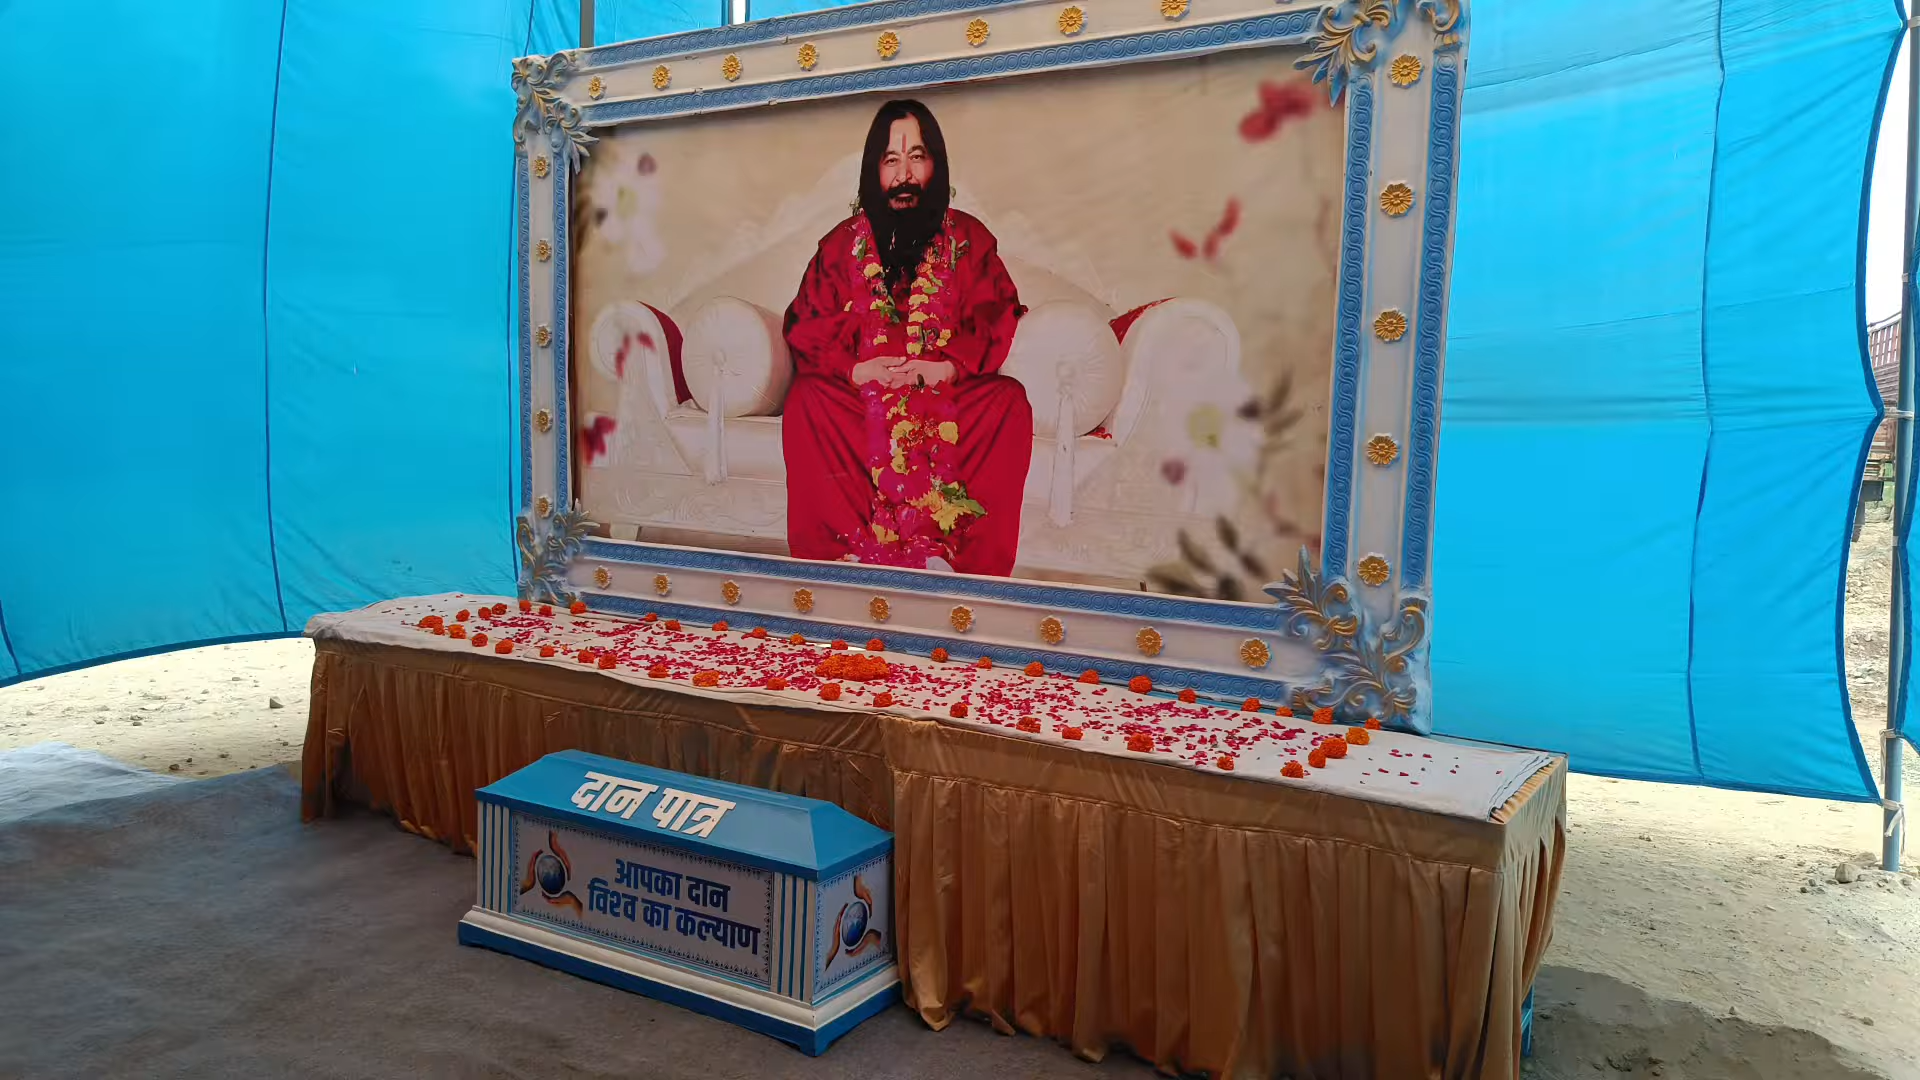 दान पात्र
आपका दान
विश्व का कल्याण